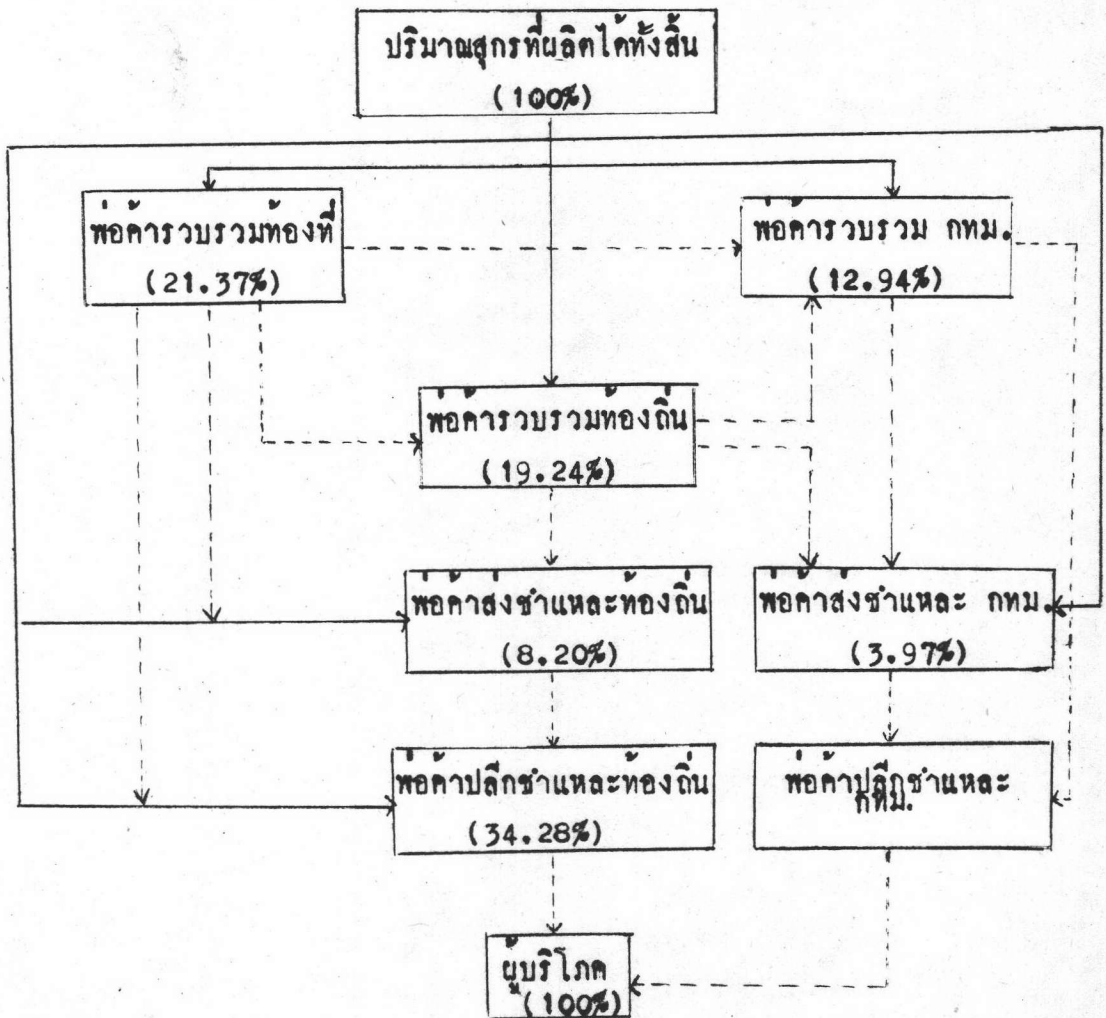 ปริมาณสุกรที่ผลิตได้ทั้งสิ้น
(100%)
พ่อค้ารวบรวมท้องที่
(21.37%)
พ่อค้ารวบรวม กทม.
(12.94%)
พ่อค้ารวบรวมท้องถิ่น
(19.24%)
พ่อค้าส่งชำแหละท้องถิ่น
(8.20%)
พ่อค้าส่งชำแหละ กทม.
(3.97%)
พ่อค้าปลีกชำแหละท้องถิ่น
(34.28%)
พ่อค้าปลีกชำแหละ
กทม.
ผู้บริโภค
(100%)